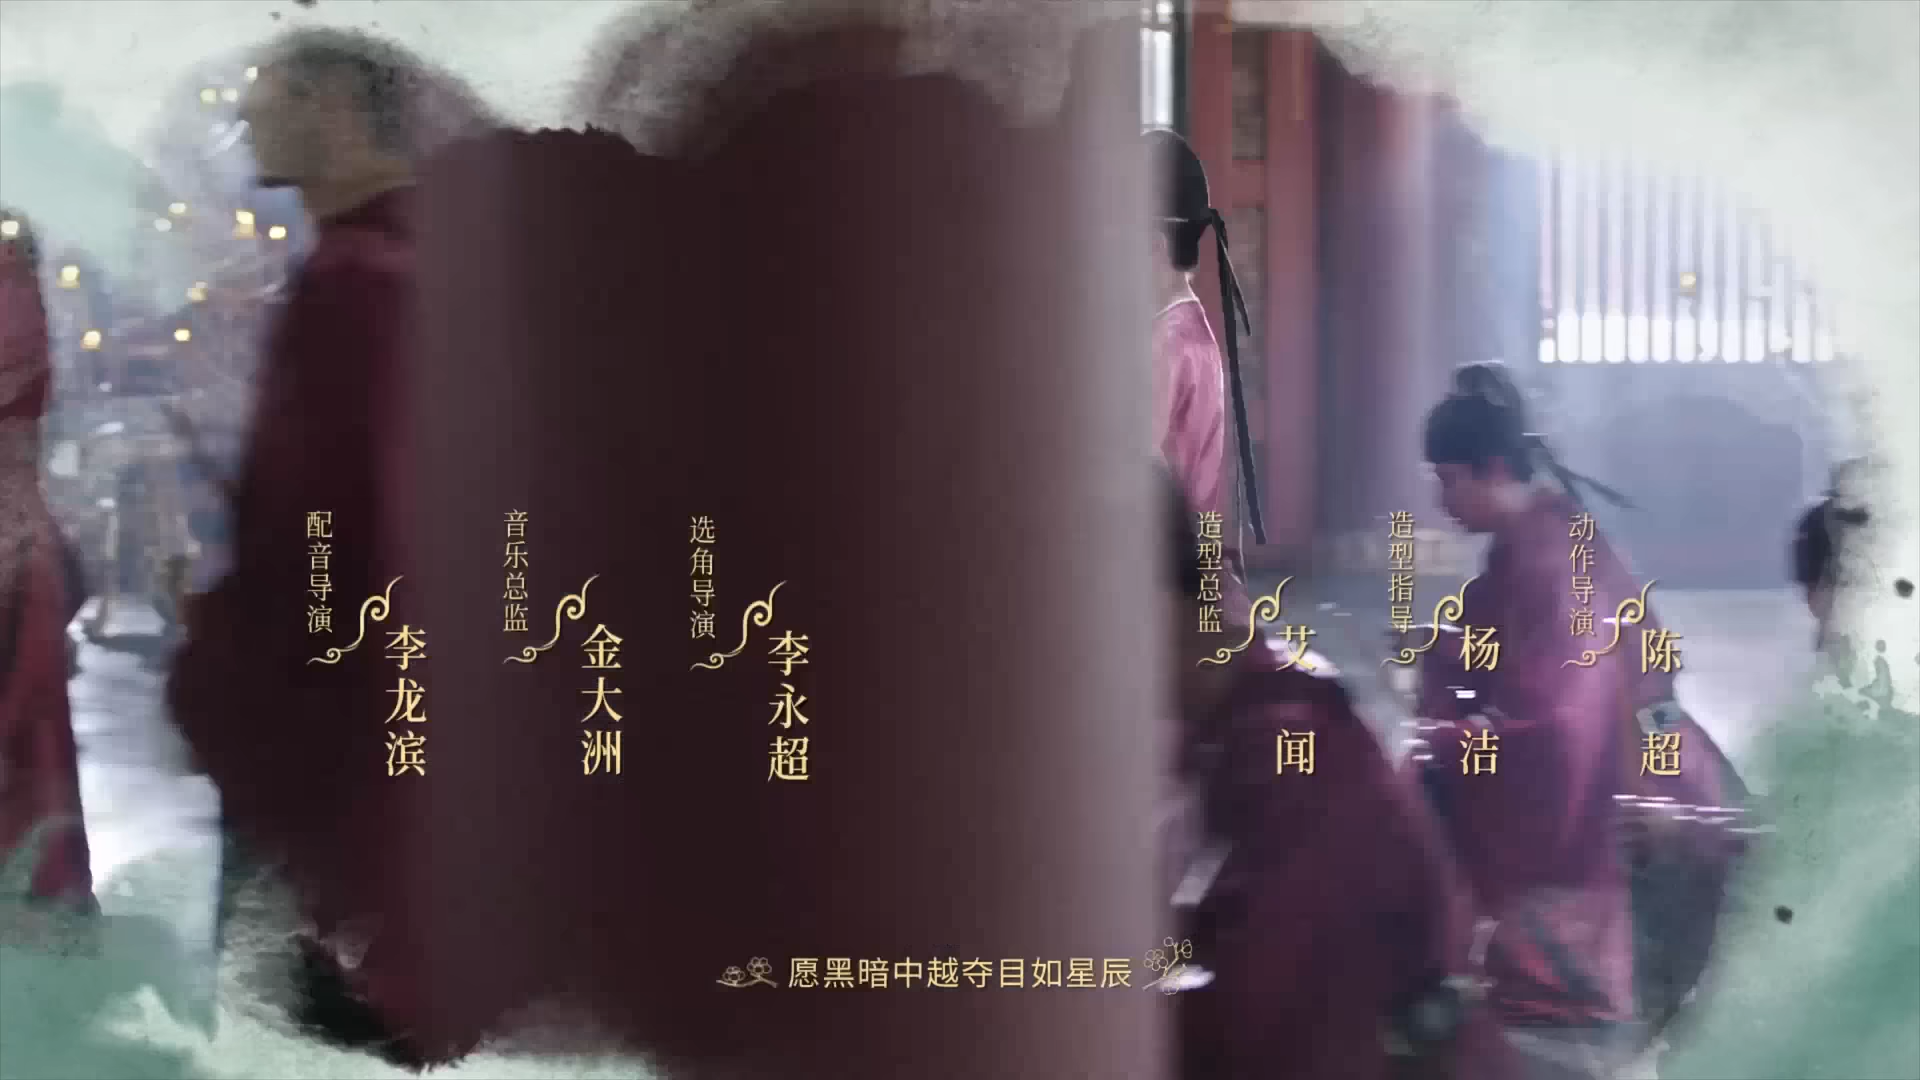 配音导演
李龙滨
音乐总监
金大洲
选角导演
李永超
造型总监
艾闻
造型指导
杨洁
动作导演
陈超
愿黑暗中越夺目如星辰